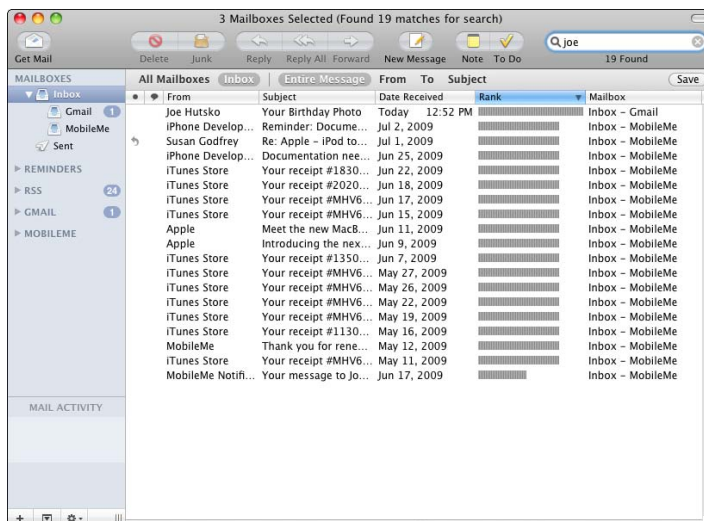 3 Mailboxes Selected (Found 19 matches for search)
joe
Get Mail Delete Junk Reply Reply All Forward New Message Note To Do 19 Found
MAILBOXES
Inbox
Gmail 1
MobileMe
Sent
REMINDERS
RSS 24
GMAIL 1
MOBILEME
MAIL ACTIVITY
All Mailboxes Inbox Entire Message From To Subject Save
From Subject Date Received Rank Mailbox
Joe Hutsko Your Birthday Photo Today 12:52 PM Inbox – Gmail
iPhone Develop... Reminder: Docume... Jul 2, 2009 Inbox – MobileMe
Susan Godfrey Re: Apple – iPod to... Jul 1, 2009 Inbox – MobileMe
iPhone Develop... Documentation nee... Jun 25, 2009 Inbox – MobileMe
iTunes Store Your receipt #1830... Jun 22, 2009 Inbox – MobileMe
iTunes Store Your receipt #2020... Jun 18, 2009 Inbox – MobileMe
iTunes Store Your receipt #MHV6... Jun 17, 2009 Inbox – MobileMe
iTunes Store Your receipt #MHV6... Jun 15, 2009 Inbox – MobileMe
Apple Meet the new MacB... Jun 11, 2009 Inbox – MobileMe
Apple Introducing the nex... Jun 9, 2009 Inbox – MobileMe
iTunes Store Your receipt #1350... Jun 7, 2009 Inbox – MobileMe
iTunes Store Your receipt #MHV6... May 27, 2009 Inbox – MobileMe
iTunes Store Your receipt #MHV6... May 26, 2009 Inbox – MobileMe
iTunes Store Your receipt #MHV6... May 22, 2009 Inbox – MobileMe
iTunes Store Your receipt #MHV6... May 19, 2009 Inbox – MobileMe
iTunes Store Your receipt #1130... May 16, 2009 Inbox – MobileMe
MobileMe Thank you for rene... May 12, 2009 Inbox – MobileMe
iTunes Store Your receipt #MHV6... May 11, 2009 Inbox – MobileMe
MobileMe Notifi... Your message to Jo... Jun 17, 2009 Inbox – MobileMe